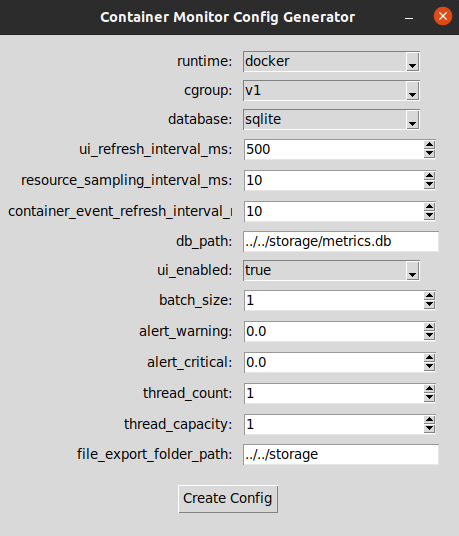 Container Monitor Config Generator
runtime: docker
cgroup: v1
database: sqlite
ui_refresh_interval_ms: 500
resource_sampling_interval_ms: 10
container_event_refresh_interval_ 10
db_path: ../../storage/metrics.db
ui_enabled: true
batch_size: 1
alert_warning: 0.0
alert_critical: 0.0
thread_count: 1
thread_capacity: 1
file_export_folder_path: ../../storage
Create Config